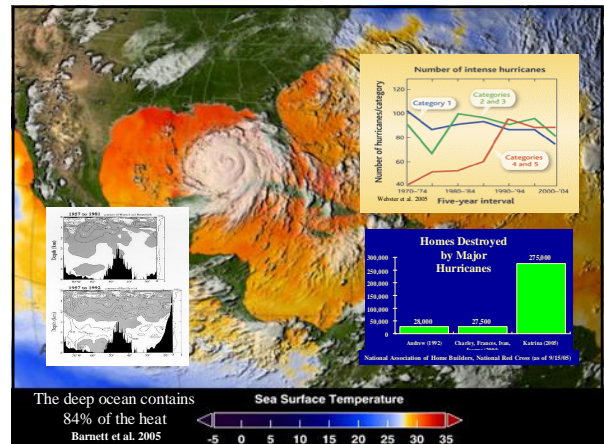 Number of intense hurricanes
Number of hurricanes/category
120
100
80
60
40
Category 1
Categories
2 and 3
Categories
4 and 5
1970-'74
1980-'84
1990-'94
2000-'04
Webster et al. 2005
Five-year interval
1957 to 1981
Depth (km)
1957 to 1992
Homes Destroyed
by Major
Hurricanes
300,000
250,000
200,000
150,000
100,000
50,000
0
28,000
27,500
275,000
Andrew (1992)
Charley, Frances, Ivan,
Katrina (2005)
National Association of Home Builders, National Red Cross (as of 9/15/05)
The deep ocean contains
84% of the heat
Barnett et al. 2005
Sea Surface Temperature
-5 0 5 10 15 20 25 30 35